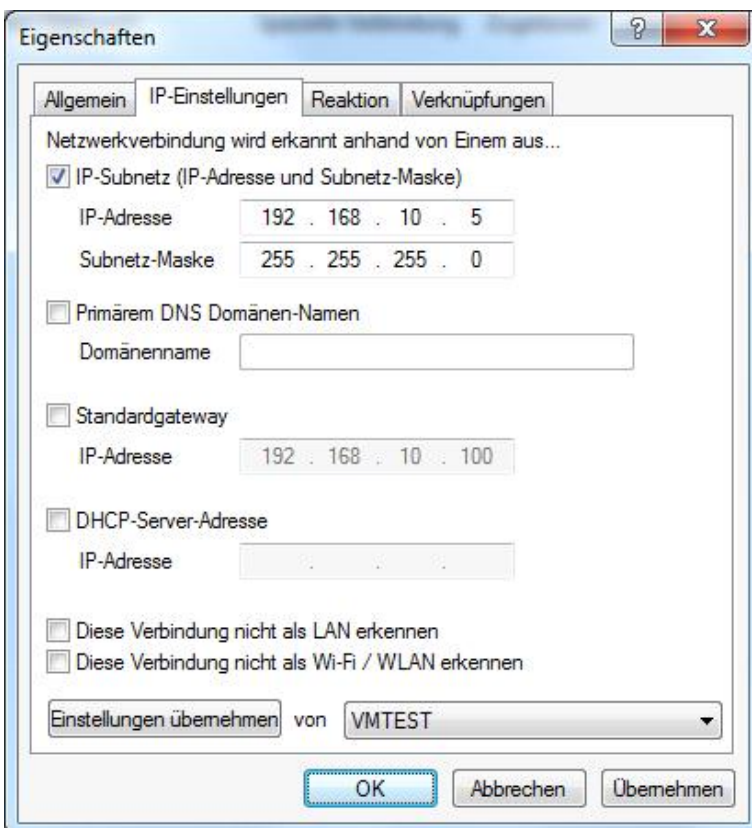 Eigenschaften
Allgemein IP-Einstellungen Reaktion Verknüpfungen
Netzwerkverbindung wird erkannt anhand von Einem aus...
IP-Subnetz (IP-Adresse und Subnetz-Maske)
IP-Adresse 192 . 168 . 10 . 5
Subnetz-Maske 255 . 255 . 255 . 0
Primärem DNS Domänen-Namen
Domänenname
Standardgateway
IP-Adresse 192 . 168 . 10 . 100
DHCP-Server-Adresse
IP-Adresse . . .
Diese Verbindung nicht als LAN erkennen
Diese Verbindung nicht als Wi-Fi / WLAN erkennen
Einstellungen übernehmen von VMTEST
OK Abbrechen Übernehmen